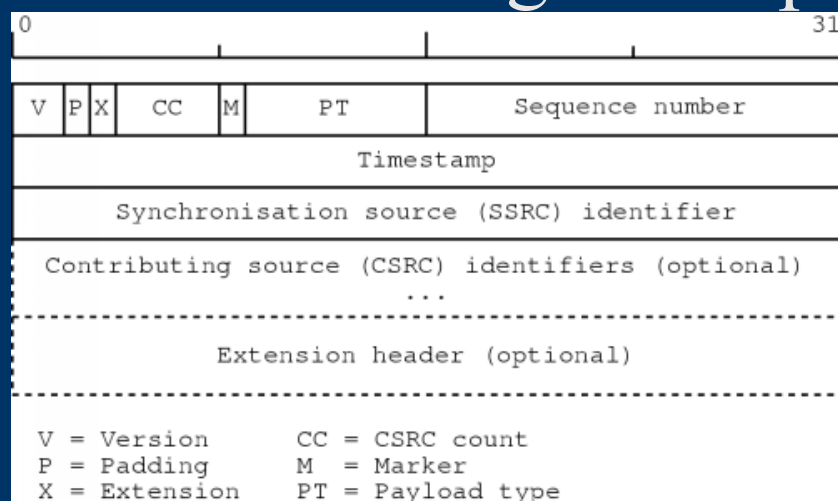 0 31
V P X CC M PT Sequence number
Timestamp
Synchronisation source (SSRC) identifier
Contributing source (CSRC) identifiers (optional)
...
Extension header (optional)
V = Version CC = CSRC count
P = Padding M = Marker
X = Extension PT = Payload type